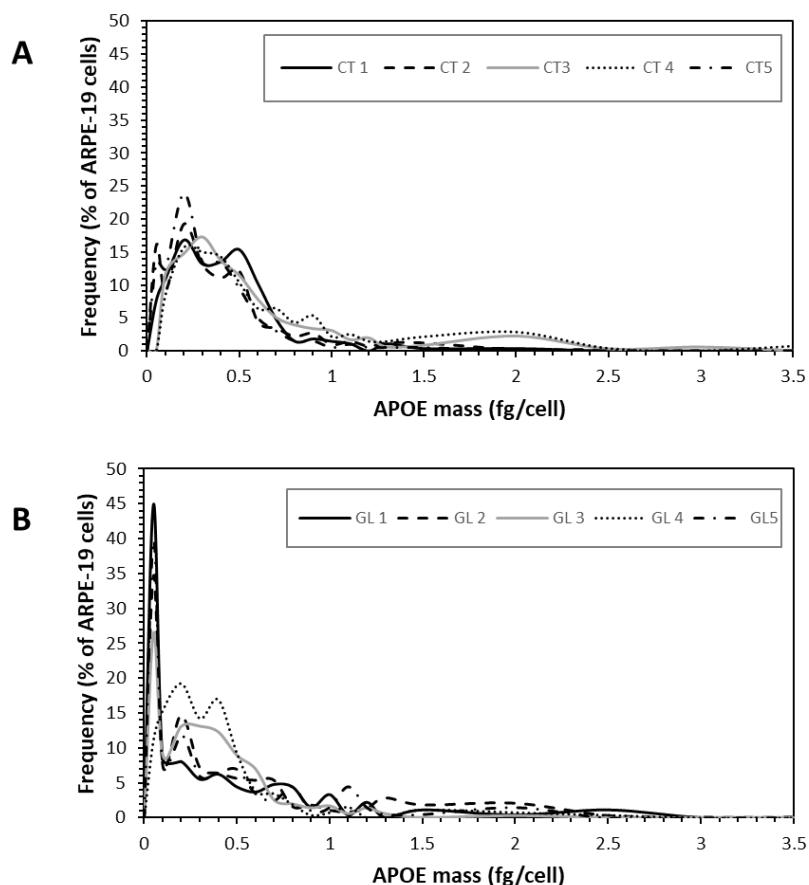 A
Frequency (% of ARPE-19 cells)
50
45
40
35
30
25
20
15
10
5
0
CT 1 CT 2 CT3 CT 4 CT5
0 0.5 1 1.5 2 2.5 3 3.5
APOE mass (fg/cell)
B
Frequency (% of ARPE-19 cells)
50
45
40
35
30
25
20
15
10
5
0
GL 1 GL 2 GL 3 GL 4 GL5
0 0.5 1 1.5 2 2.5 3 3.5
APOE mass (fg/cell)